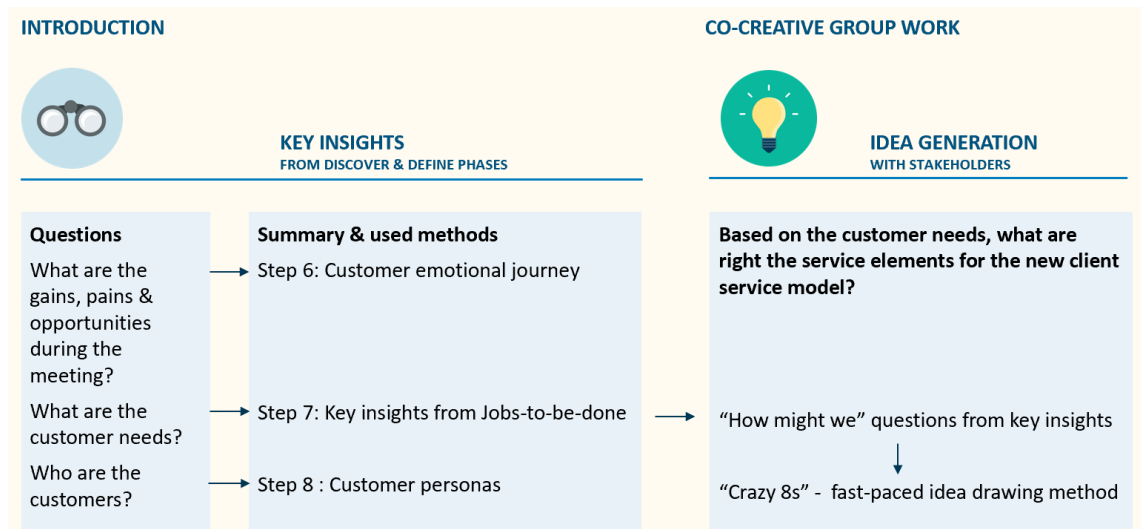 INTRODUCTION
KEY INSIGHTS
FROM DISCOVER & DEFINE PHASES
Questions
What are the
gains, pains &
opportunities
during the
meeting?
What are the
customer needs?
Who are the
customers?
Summary & used methods
Step 6: Customer emotional journey
Step 7: Key insights from Jobs-to-be-done
Step 8 : Customer personas
CO-CREATIVE GROUP WORK
IDEA GENERATION
WITH STAKEHOLDERS
Based on the customer needs, what are
right the service elements for the new client
service model?
“How might we” questions from key insights
“Crazy 8s” - fast-paced idea drawing method